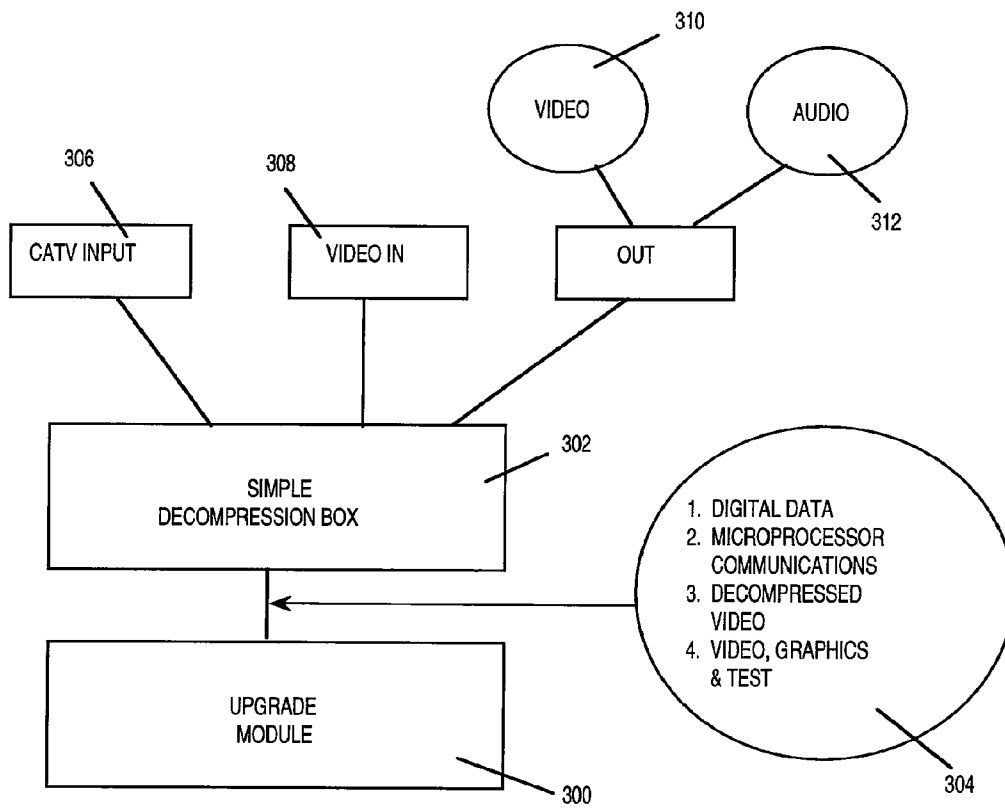 310
VIDEO
AUDIO
306
308
312
CATV INPUT
VIDEO IN
OUT
302
SIMPLE
DECOMPRESSION BOX
1. DIGITAL DATA
2. MICROPROCESSOR
COMMUNICATIONS
3. DECOMPRESSED
VIDEO
4. VIDEO, GRAPHICS
& TEST
UPGRADE
MODULE
300
304